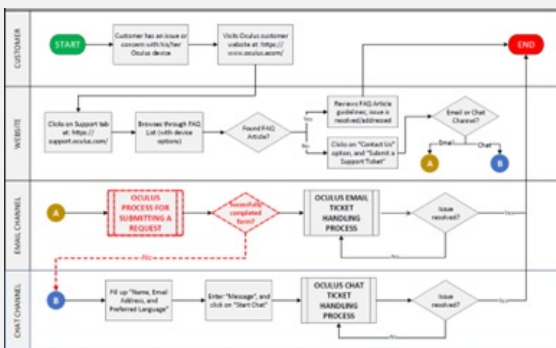 CUSTOMER
START
Customer has an issue or
concern with his/her
Oculus device
Visits Oculus customer
website at: https://
www.oculus.com/
END
WEBSITE
Clicks on Support tab
at: https://
support.oculus.com/
Browses through FAQ
List (with device
options)
Found FAQ
Article?
Yes
No
Reviews FAQ Article
guidelines, issue is
resolved/addressed
Clicks on "Contact Us"
option, and "Submit a
Support Ticket"
Email or Chat
Channel?
Email
Chat
A
B
EMAIL CHANNEL
A
OCULUS
PROCESS FOR
SUBMITTING A
REQUEST
Successfully
completed
form?
No
OCULUS EMAIL
TICKET
HANDLING
PROCESS
Issue
resolved?
Yes
No
CHAT CHANNEL
B
Fill up "Name, Email
Address, and
Preferred Language"
Enter "Message", and
click on "Start Chat"
OCULUS CHAT
TICKET
HANDLING
PROCESS
Issue
resolved?
Yes
No